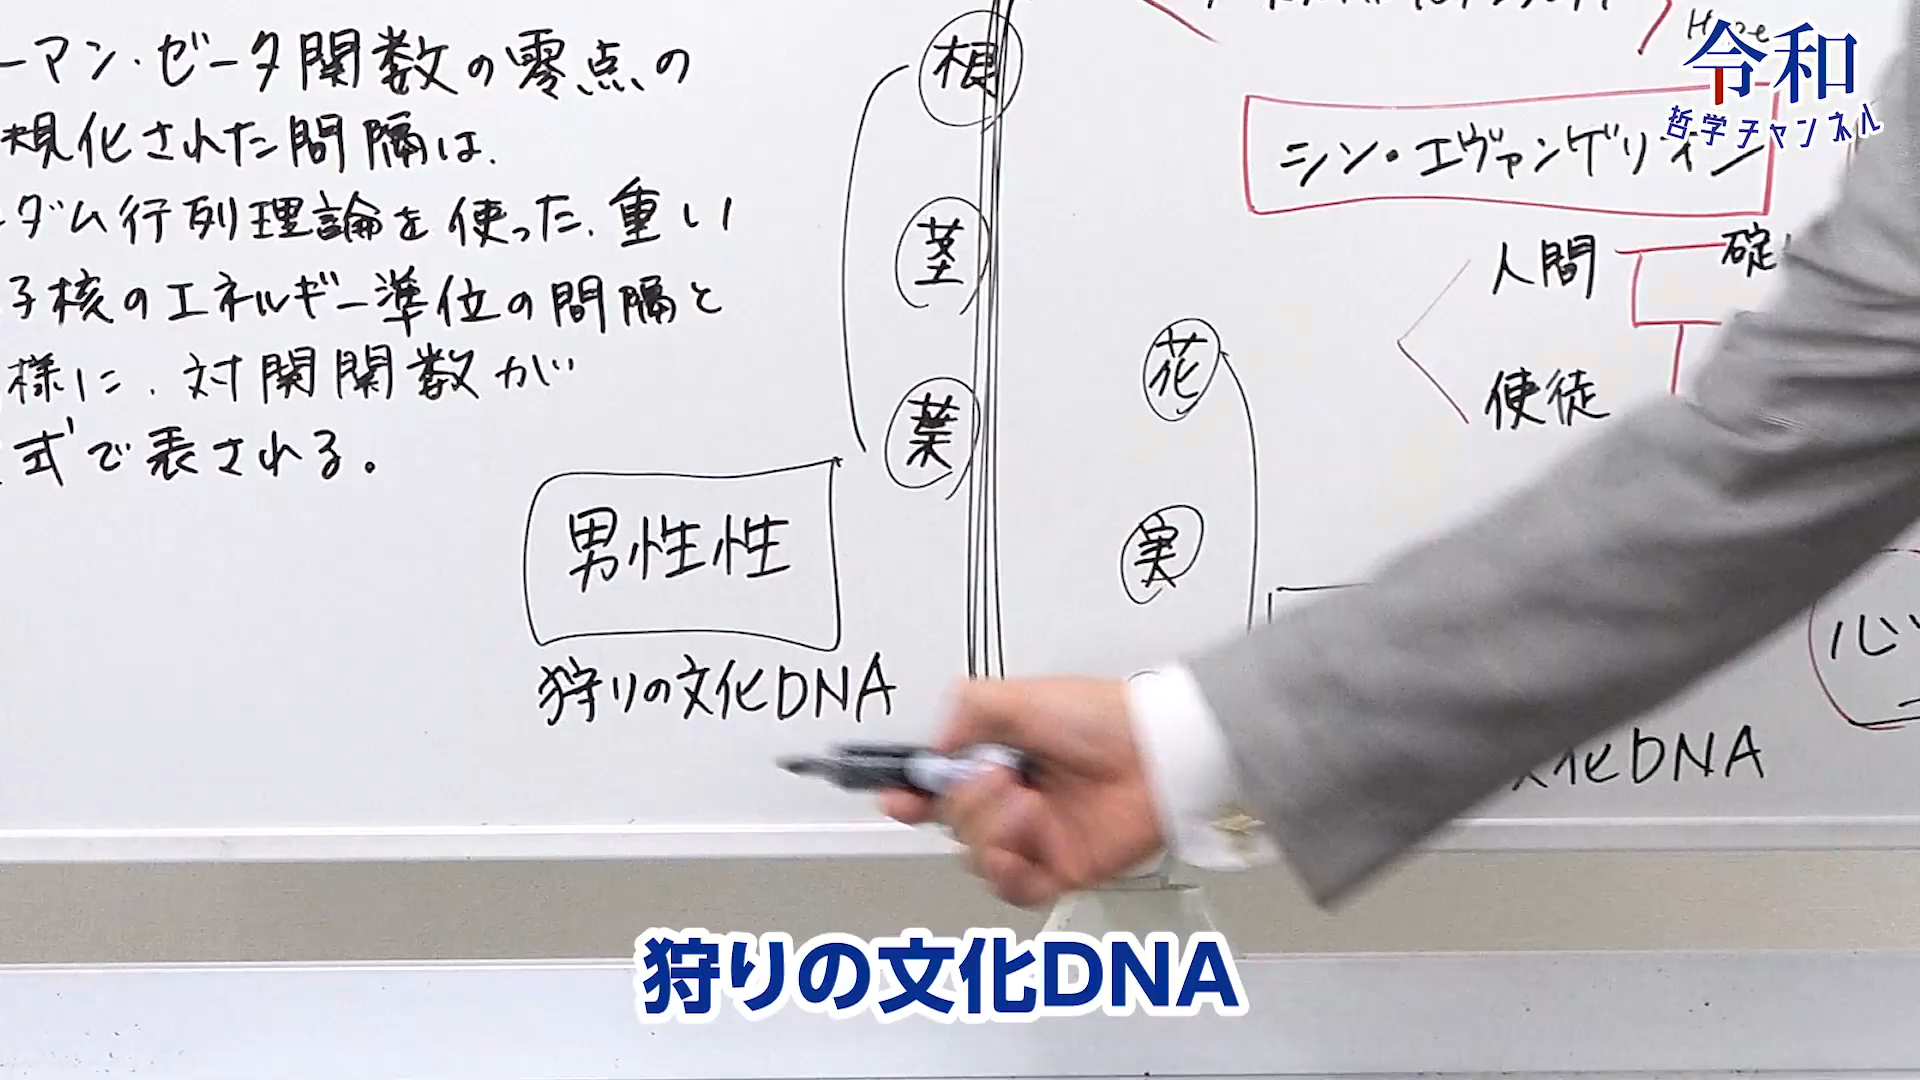 ーマン・ゼータ関数の零点の
規化された間隔は、
ダム行列理論を使った、重い
子核のエネルギー準位の間隔と
様に、対関関数が
式で表される。
根
茎
葉
男性性
狩りの文化DNA
花
実
令和
哲学チャンネル
シン・エヴァンゲリオン
人間
碇
使徒
化DNA
狩りの文化DNA